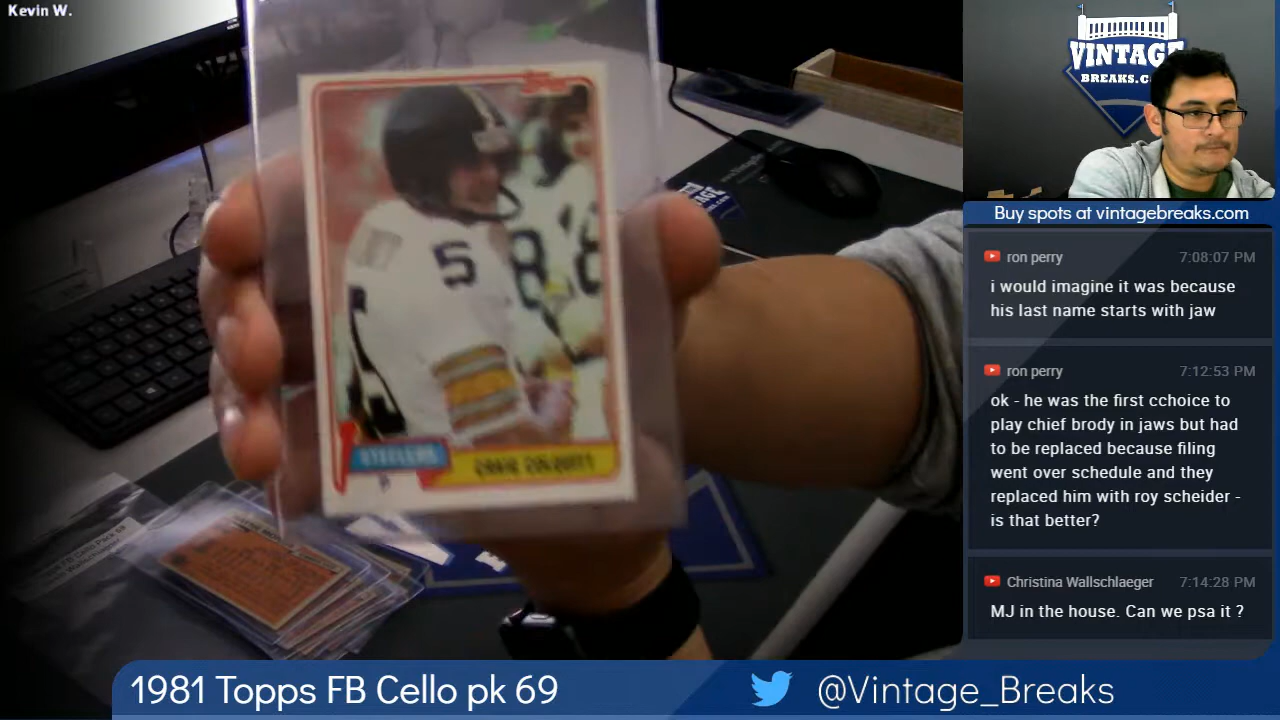 Kevin W.
Topps
5
8
8
STEELERS
CRAIG COLQUITT
VINTAGE
BREAKS.C
Buy spots at vintagebreaks.com
ron perry
7:08:07 PM
i would imagine it was because
his last name starts with jaw
ron perry
7:12:53 PM
ok - he was the first cchoice to
play chief brody in jaws but had
to be replaced because filing
went over schedule and they
replaced him with roy scheider -
is that better?
Christina Wallschlaeger
7:14:28 PM
MJ in the house. Can we psa it ?
1981 Topps FB Cello pk 69
@Vintage_Breaks